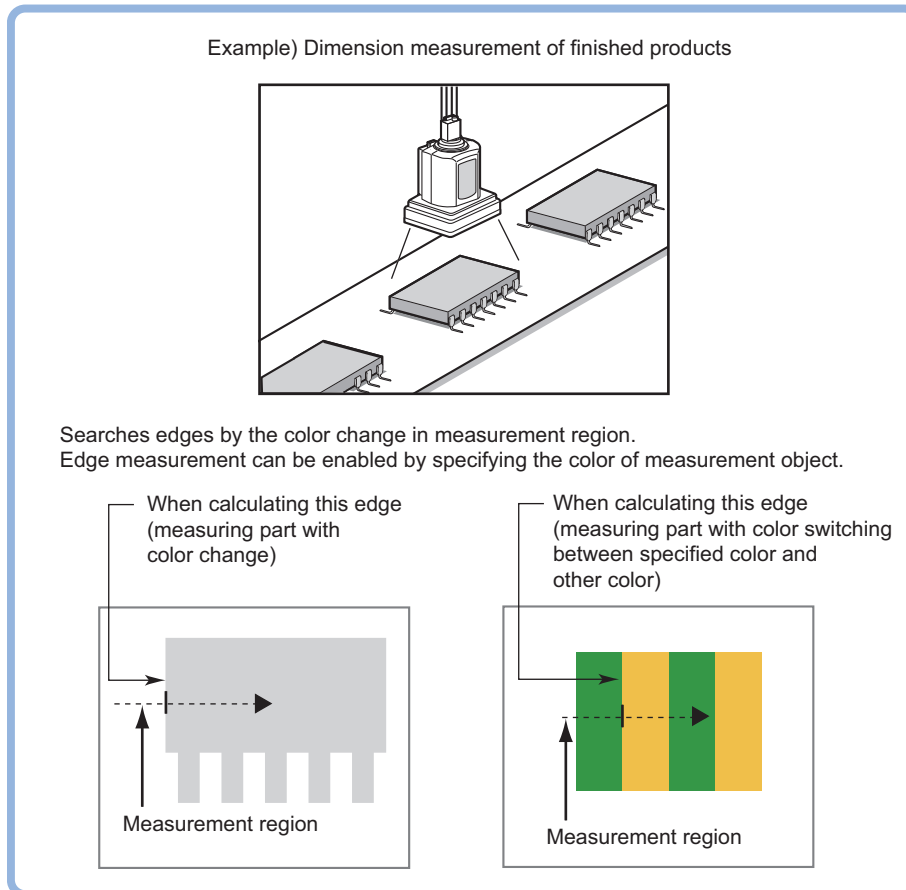 Example) Dimension measurement of finished products
Searches edges by the color change in measurement region.
Edge measurement can be enabled by specifying the color of measurement object.
When calculating this edge
(measuring part with
color change)
Measurement region
When calculating this edge
(measuring part with color switching
between specified color and
other color)
Measurement region